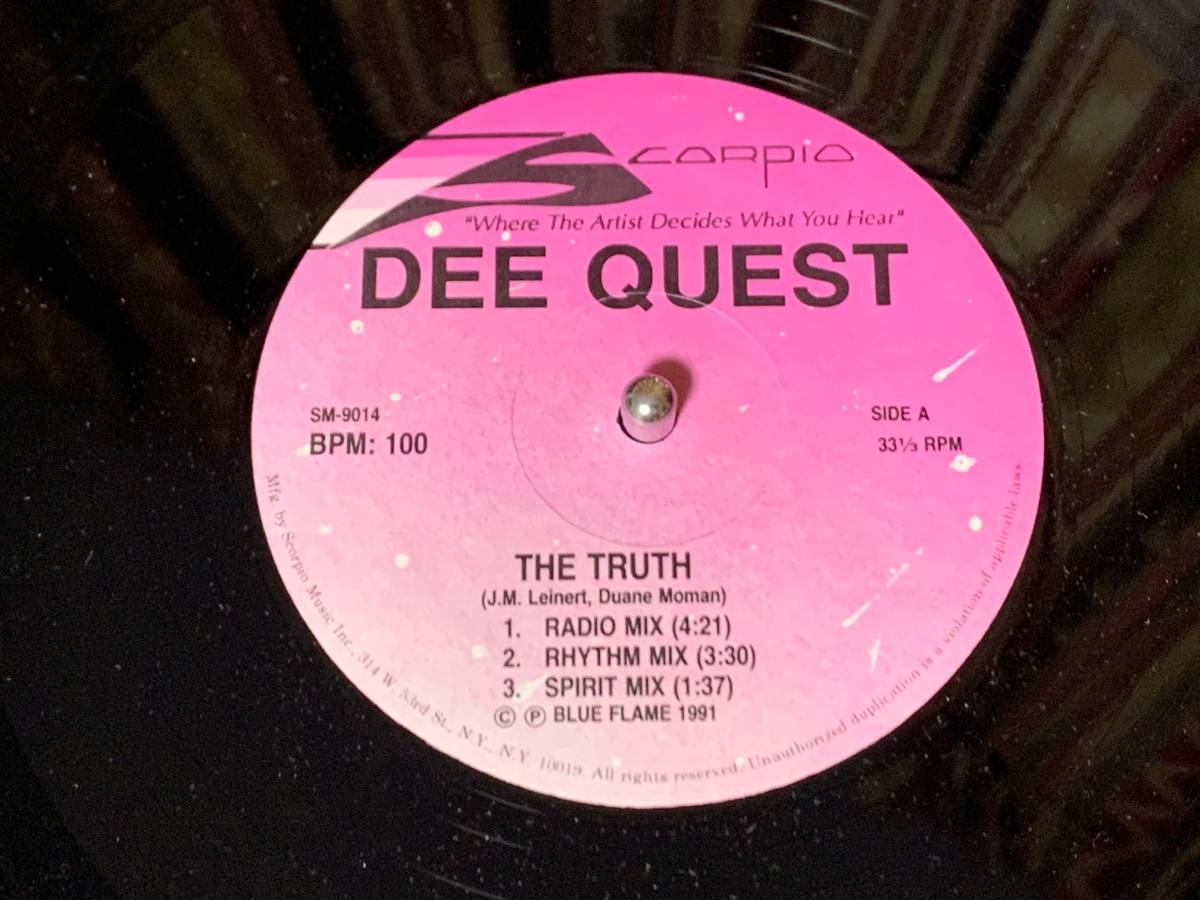 Scorpio
"Where The Artist Decides What You Hear"
DEE QUEST
SM-9014
BPM: 100
SIDE A
33⅓ RPM
THE TRUTH
(J.M. Leinert, Duane Moman)
1. RADIO MIX (4:21)
2. RHYTHM MIX (3:30)
3. SPIRIT MIX (1:37)
© ℗ BLUE FLAME 1991
Mfg. by Scorpio Music Inc., 314 W. 53rd St., N.Y., N.Y. 10019. All rights reserved. Unauthorized duplication is a violation of applicable laws